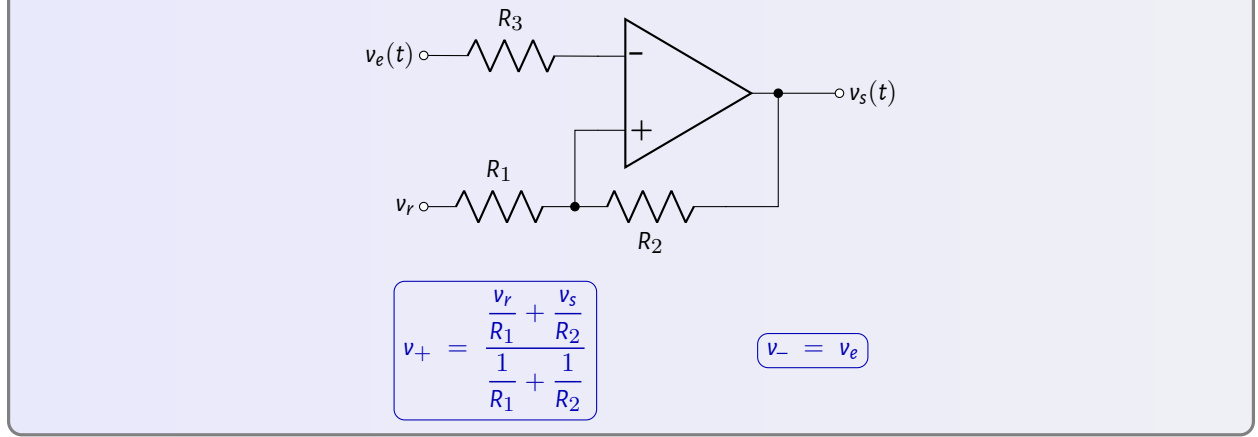 R3
ve(t)
−
vs(t)
+
R1
vr
R2
v+ = (vr/R1 + vs/R2) / (1/R1 + 1/R2)
v− = ve